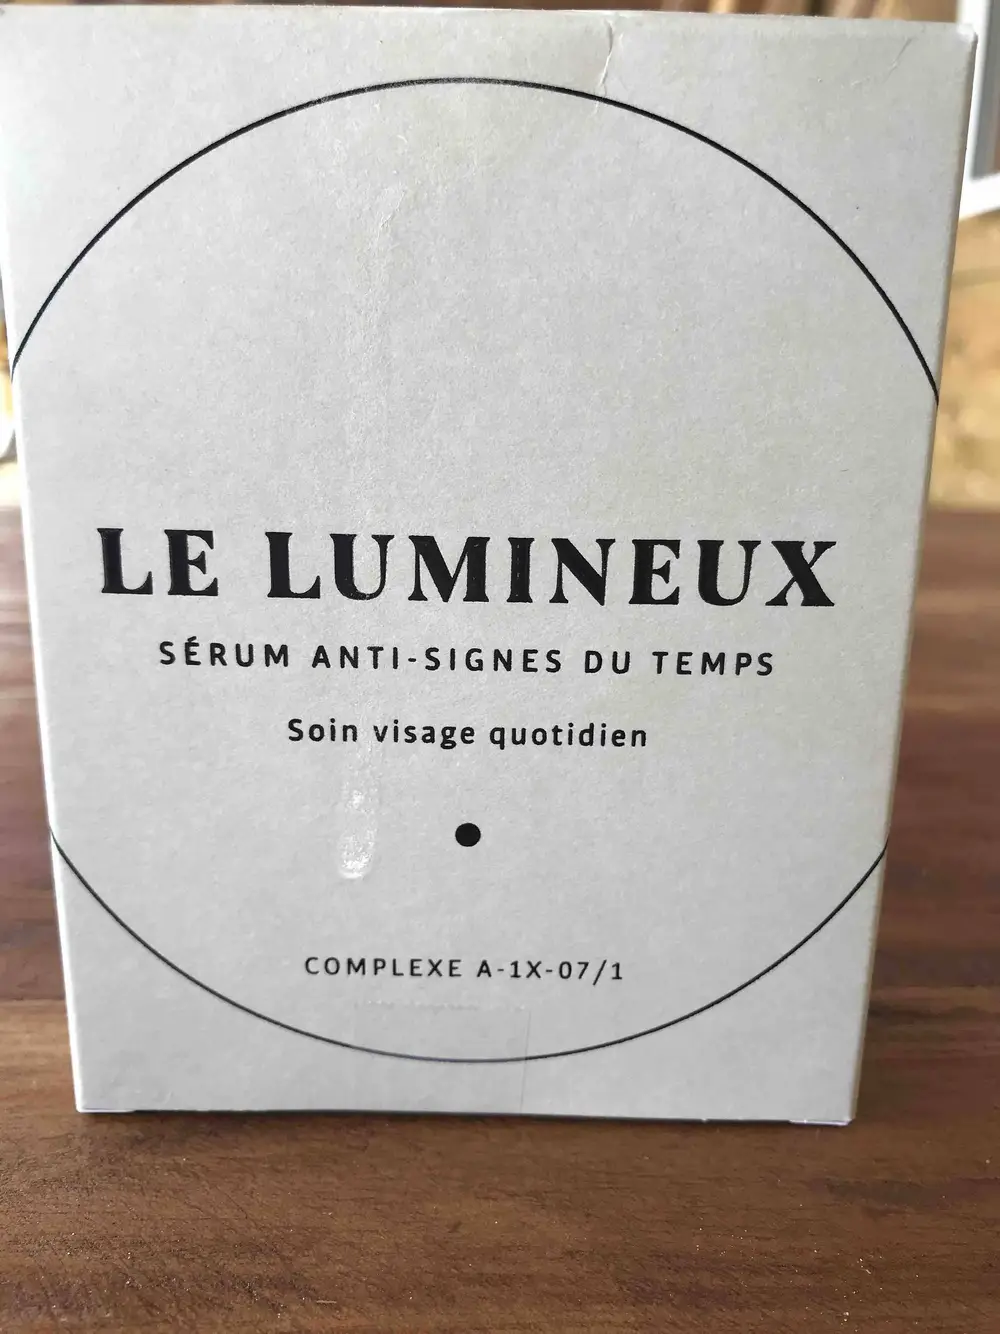 LE LUMINEUX
SÉRUM ANTI-SIGNES DU TEMPS
Soin visage quotidien
COMPLEXE A-1X-07/1